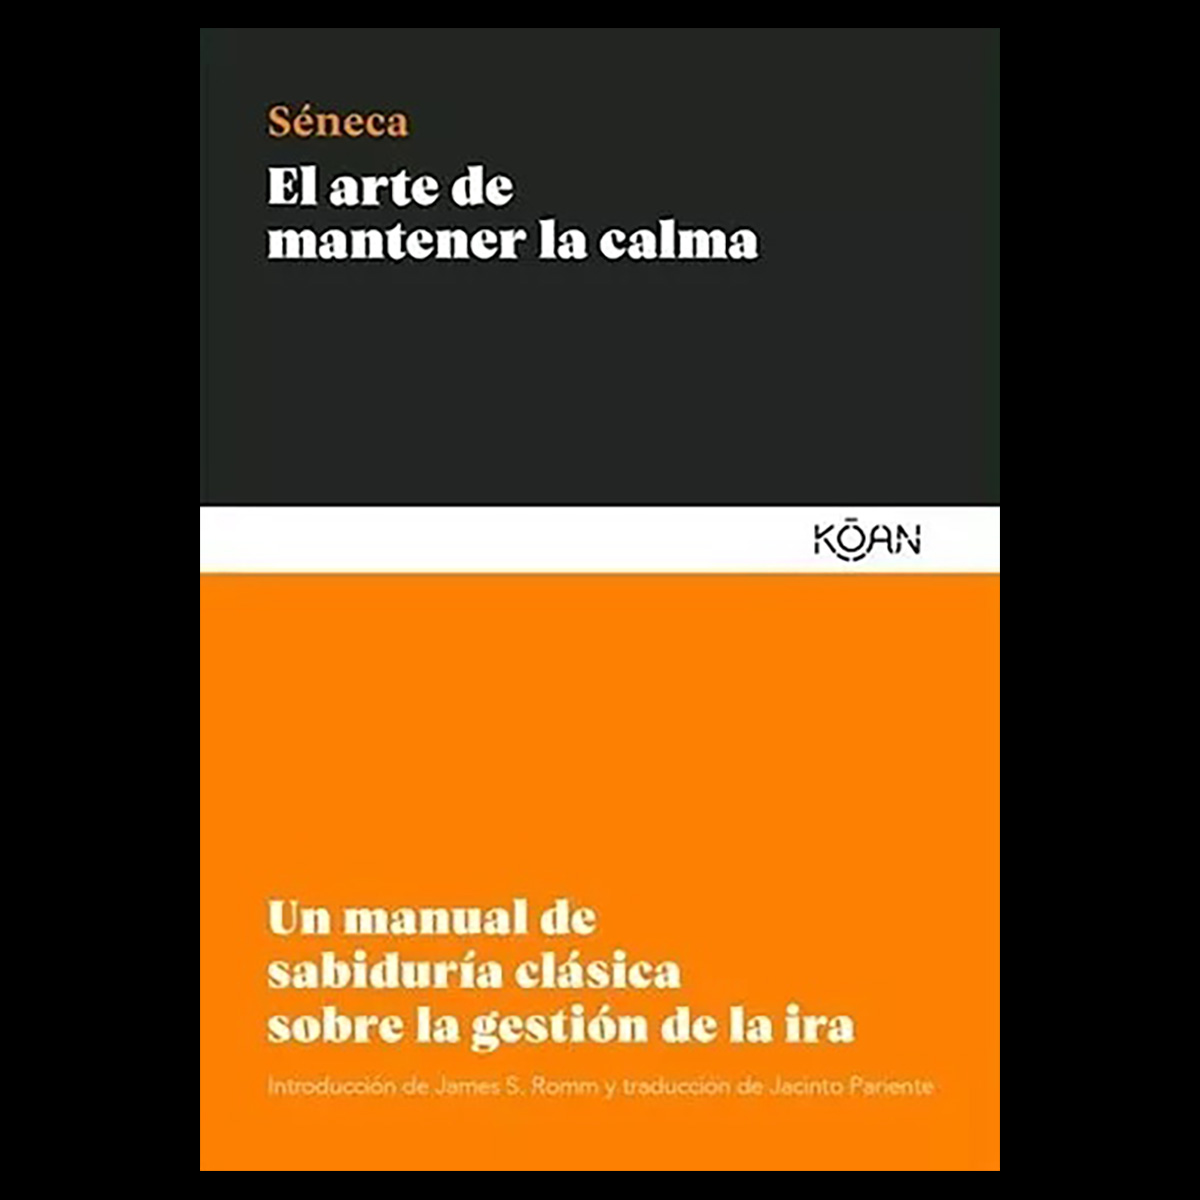 Séneca
El arte de
mantener la calma
KŌAN
Un manual de
sabiduría clásica
sobre la gestión de la ira
Introducción de James S. Romm y traducción de Jacinto Pariente